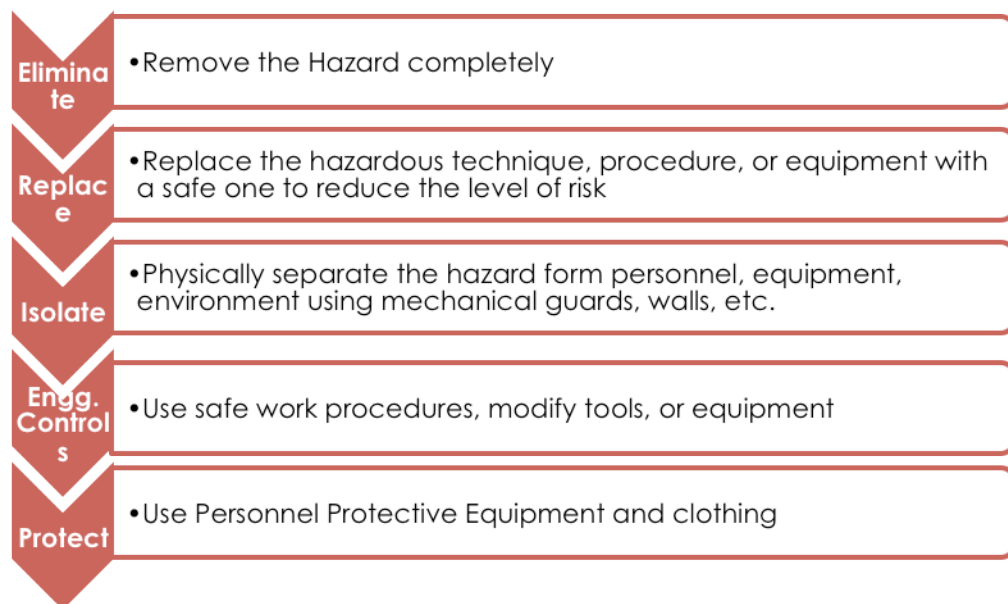 Elimina
te
•Remove the Hazard completely
Replac
e
•Replace the hazardous technique, procedure, or equipment with
a safe one to reduce the level of risk
Isolate
•Physically separate the hazard form personnel, equipment,
environment using mechanical guards, walls, etc.
Engg.
Control
s
•Use safe work procedures, modify tools, or equipment
Protect
•Use Personnel Protective Equipment and clothing